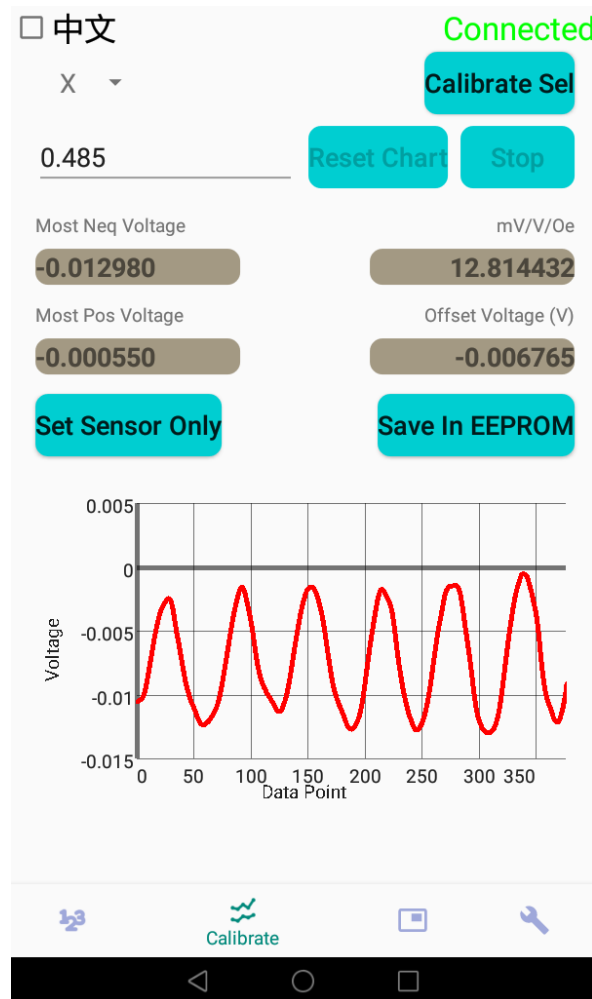 中文
Connected
X
Calibrate Sel
0.485
Reset Chart
Stop
Most Neq Voltage
mV/V/Oe
-0.012980
12.814432
Most Pos Voltage
Offset Voltage (V)
-0.000550
-0.006765
Set Sensor Only
Save In EEPROM
0.005
0
-0.005
-0.01
-0.015
Voltage
0 50 100 150 200 250 300 350
Data Point
123
Calibrate